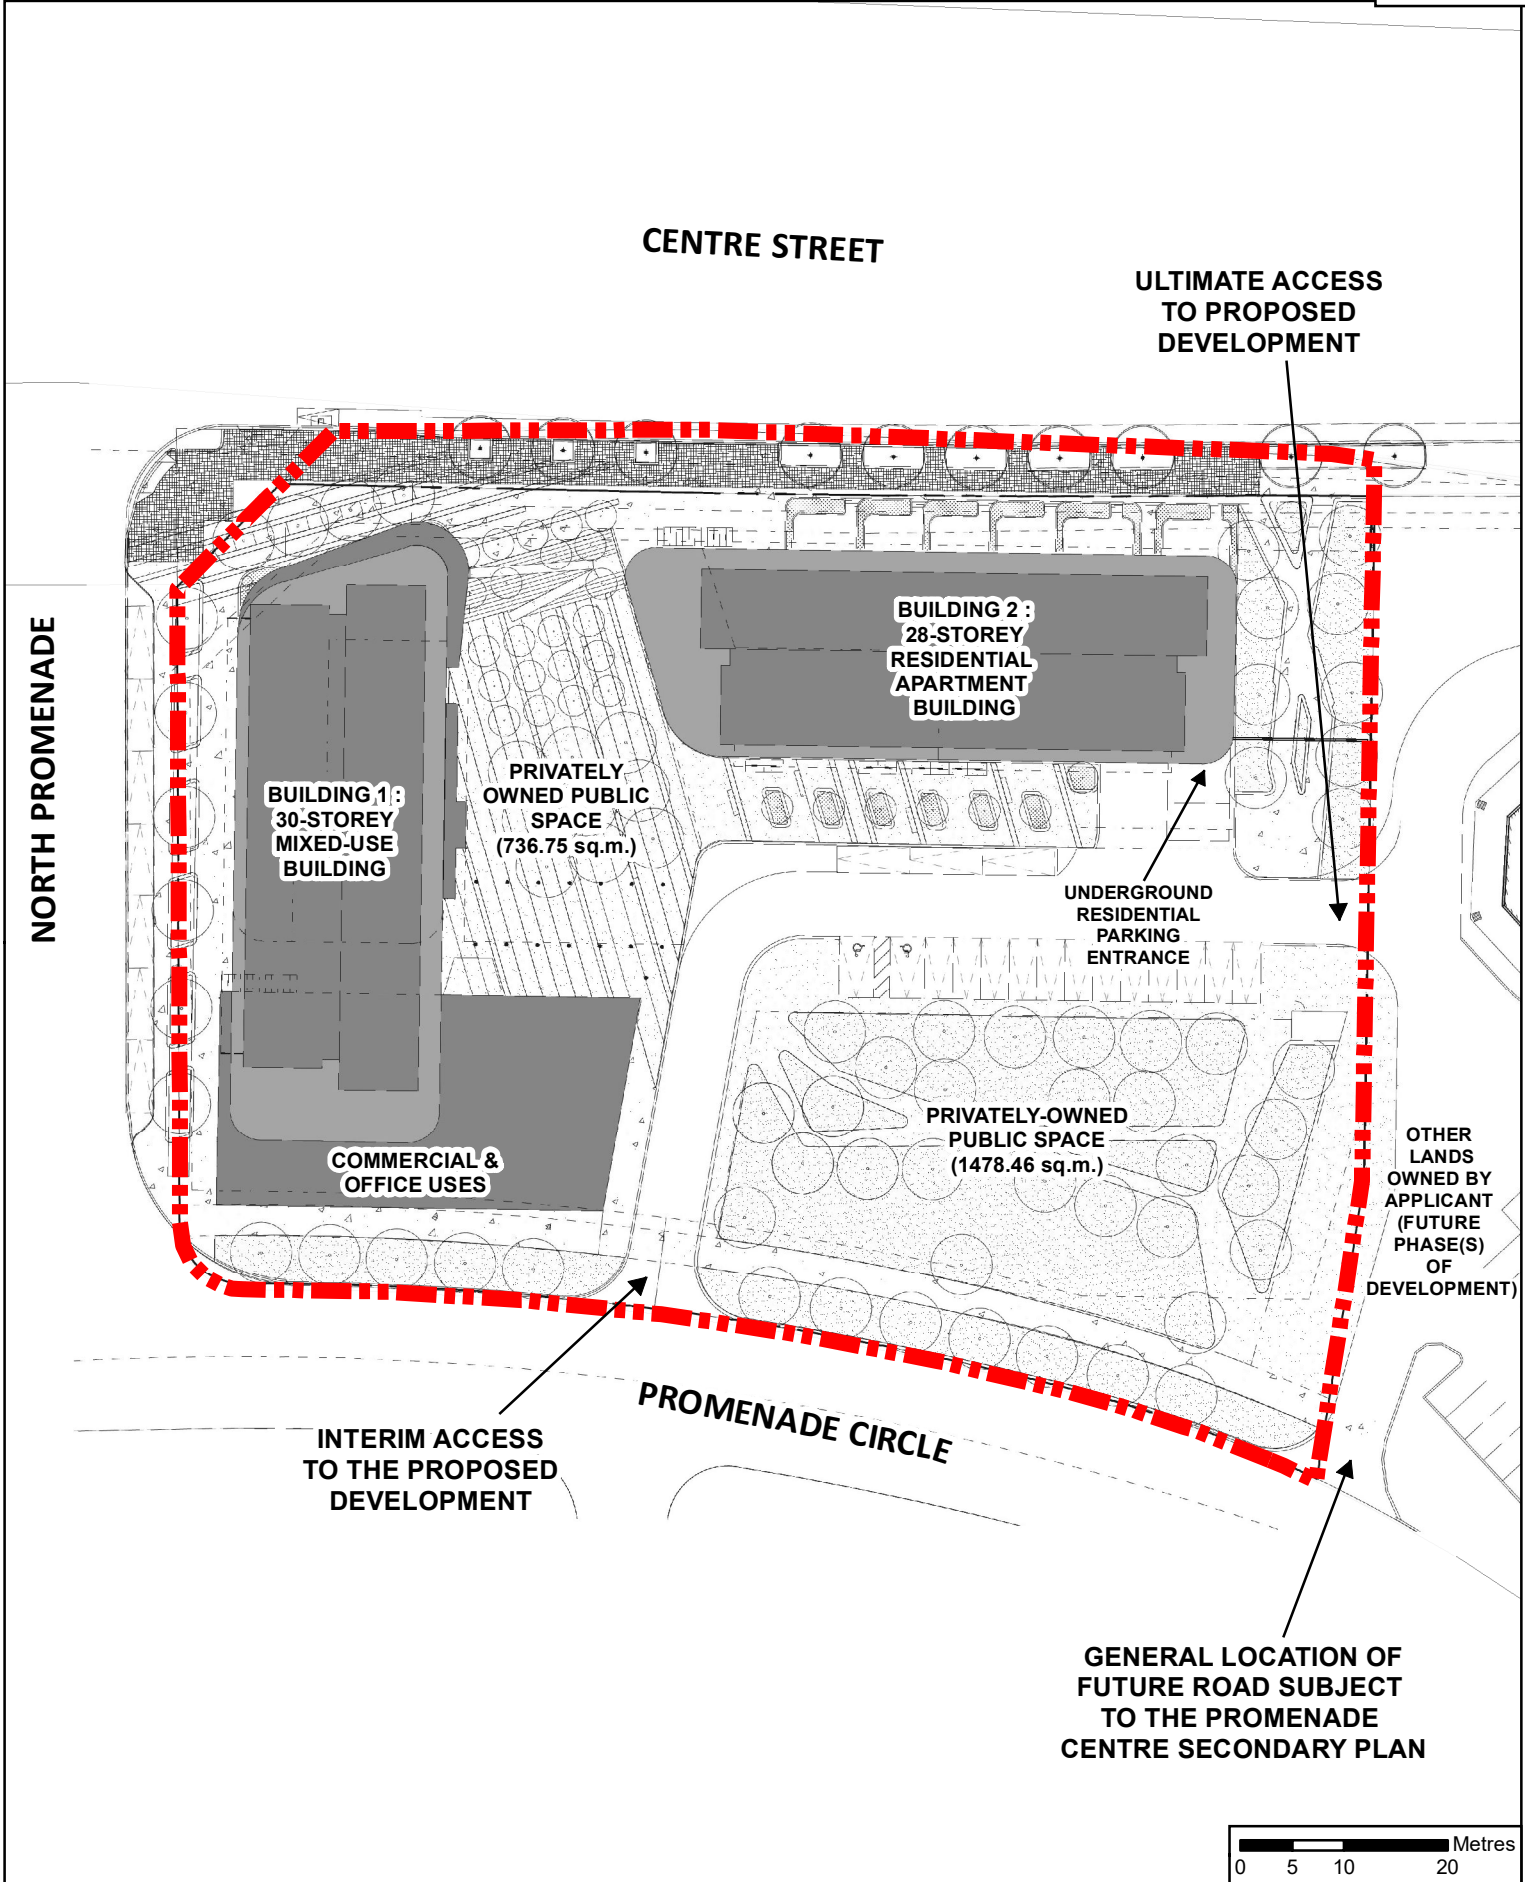 CENTRE STREET
ULTIMATE ACCESS
TO PROPOSED
DEVELOPMENT
NORTH PROMENADE
BUILDING 2 :
28-STOREY
RESIDENTIAL
APARTMENT
BUILDING
BUILDING 1 :
30-STOREY
MIXED-USE
BUILDING
PRIVATELY
OWNED PUBLIC
SPACE
(736.75 sq.m.)
UNDERGROUND
RESIDENTIAL
PARKING
ENTRANCE
PRIVATELY-OWNED
PUBLIC SPACE
(1478.46 sq.m.)
COMMERCIAL &
OFFICE USES
OTHER
LANDS
OWNED BY
APPLICANT
(FUTURE
PHASE(S)
OF
DEVELOPMENT)
PROMENADE CIRCLE
INTERIM ACCESS
TO THE PROPOSED
DEVELOPMENT
GENERAL LOCATION OF
FUTURE ROAD SUBJECT
TO THE PROMENADE
CENTRE SECONDARY PLAN
Metres
0 5 10 20